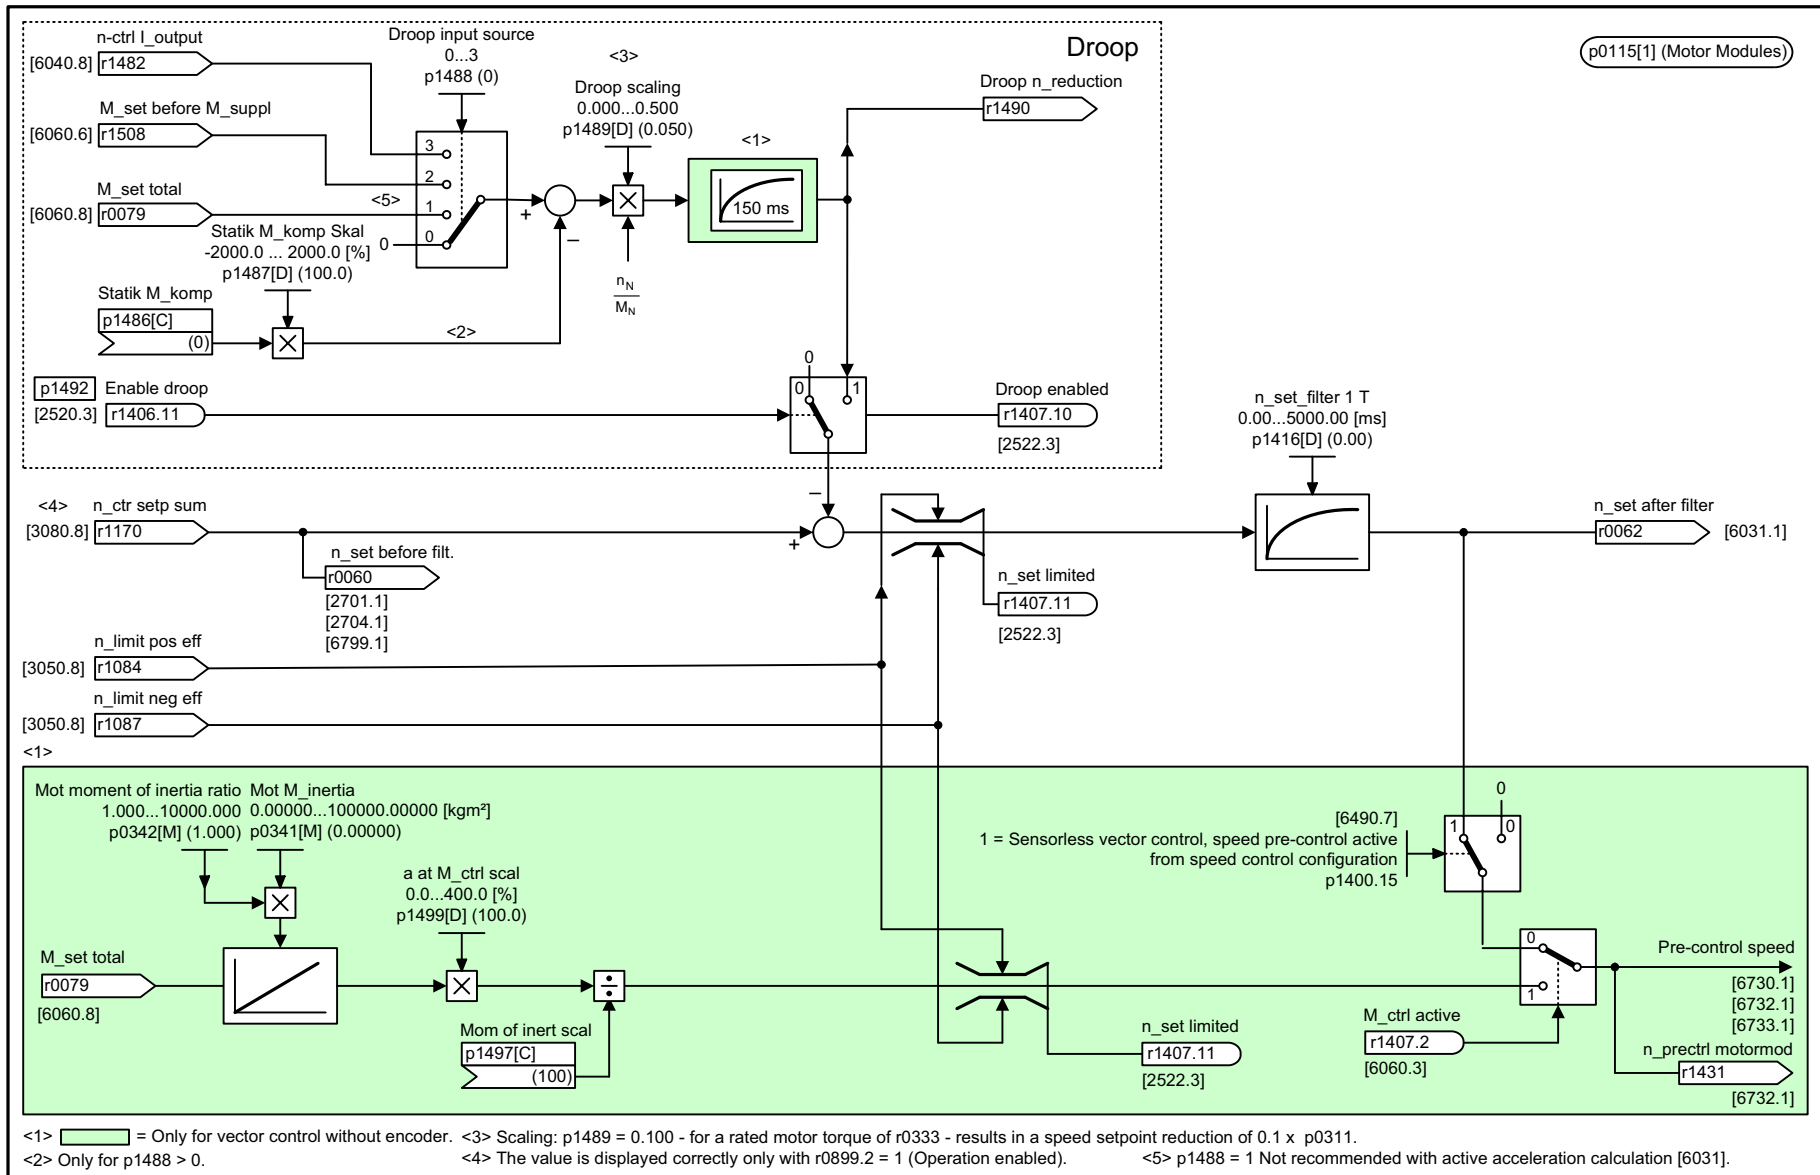 Droop
p0115[1] (Motor Modules)
n-ctrl I_output
[6040.8] r1482
M_set before M_suppl
[6060.6] r1508
M_set total
[6060.8] r0079
<5>
Droop input source
0...3
p1488 (0)
3
2
1
0 0
Statik M_komp Skal
-2000.0 ... 2000.0 [%]
p1487[D] (100.0)
Statik M_komp
p1486[C]
(0)
<2>
+
–
<3>
Droop scaling
0.000...0.500
p1489[D] (0.050)
nN
MN
<1>
150 ms
Droop n_reduction
r1490
p1492 Enable droop
[2520.3] r1406.11
0
0 1
Droop enabled
r1407.10
[2522.3]
n_set_filter 1 T
0.00...5000.00 [ms]
p1416[D] (0.00)
<4> n_ctr setp sum
[3080.8] r1170
n_set before filt.
r0060
[2701.1]
[2704.1]
[6799.1]
–
+
n_set limited
r1407.11
[2522.3]
n_set after filter
r0062 [6031.1]
n_limit pos eff
[3050.8] r1084
n_limit neg eff
[3050.8] r1087
<1>
Mot moment of inertia ratio
1.000...10000.000
p0342[M] (1.000)
Mot M_inertia
0.00000...100000.00000 [kgm²]
p0341[M] (0.00000)
M_set total
r0079
[6060.8]
a at M_ctrl scal
0.0...400.0 [%]
p1499[D] (100.0)
Mom of inert scal
p1497[C]
(100)
n_set limited
r1407.11
[2522.3]
[6490.7]
1 = Sensorless vector control, speed pre-control active
from speed control configuration
p1400.15
0
1 0
0
1
M_ctrl active
r1407.2
[6060.3]
Pre-control speed
[6730.1]
[6732.1]
[6733.1]
n_prectrl motormod
r1431
[6732.1]
<1> = Only for vector control without encoder.
<2> Only for p1488 > 0.
<3> Scaling: p1489 = 0.100 - for a rated motor torque of r0333 - results in a speed setpoint reduction of 0.1 x p0311.
<4> The value is displayed correctly only with r0899.2 = 1 (Operation enabled).
<5> p1488 = 1 Not recommended with active acceleration calculation [6031].